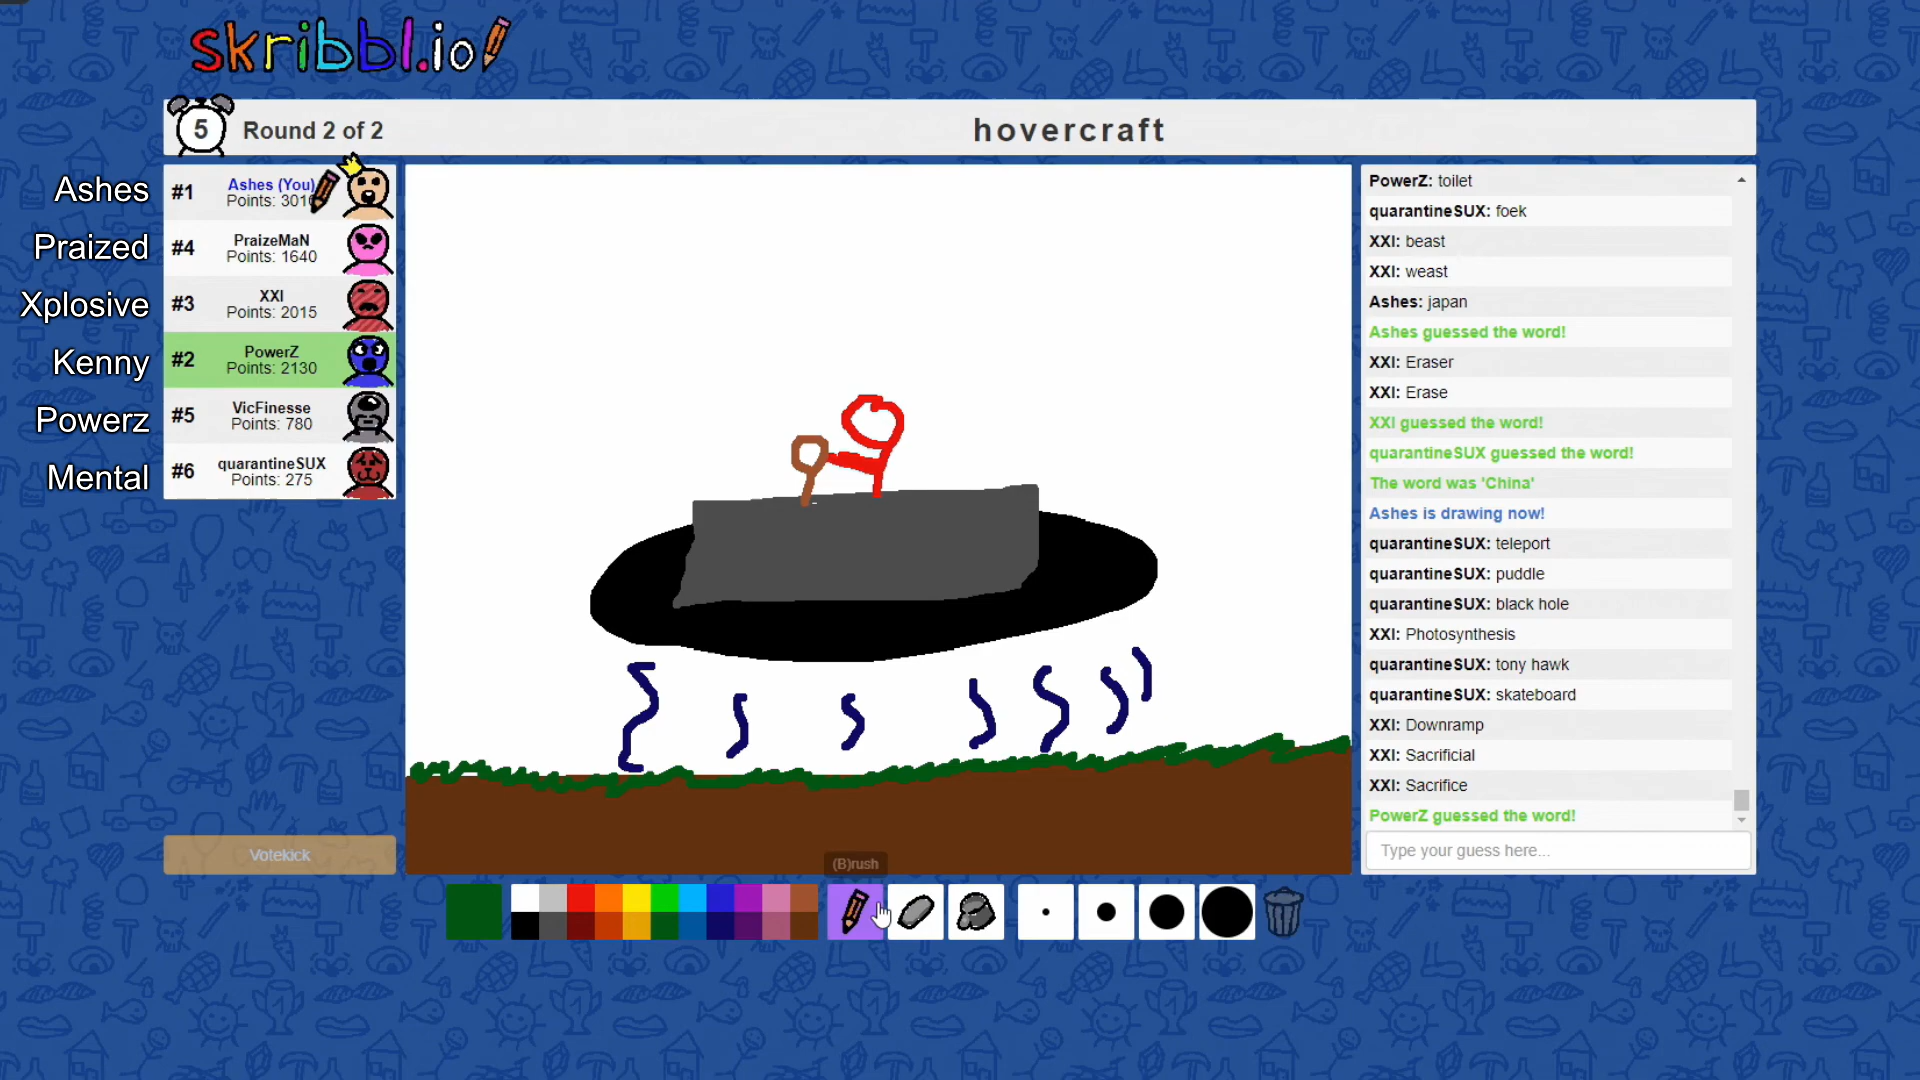 skribbl.io
5
Round 2 of 2
hovercraft
Ashes
Praized
Xplosive
Kenny
Powerz
Mental
#1
Ashes (You)
Points: 3010
#4
PraizeMaN
Points: 1640
#3
XXI
Points: 2015
#2
PowerZ
Points: 2130
#5
VicFinesse
Points: 780
#6
quarantineSUX
Points: 275
Votekick
PowerZ: toilet
quarantineSUX: foek
XXI: beast
XXI: weast
Ashes: japan
Ashes guessed the word!
XXI: Eraser
XXI: Erase
XXI guessed the word!
quarantineSUX guessed the word!
The word was 'China'
Ashes is drawing now!
quarantineSUX: teleport
quarantineSUX: puddle
quarantineSUX: black hole
XXI: Photosynthesis
quarantineSUX: tony hawk
quarantineSUX: skateboard
XXI: Downramp
XXI: Sacrificial
XXI: Sacrifice
PowerZ guessed the word!
Type your guess here...
(B)rush